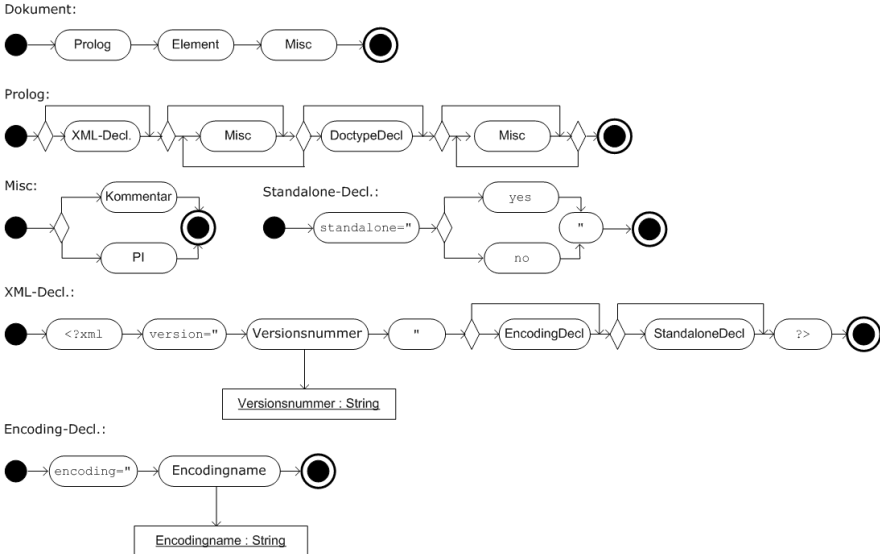 Dokument:
Prolog Element Misc
Prolog:
XML-Decl. Misc DoctypeDecl Misc
Misc:
Kommentar
PI
Standalone-Decl.:
standalone="
yes
no
"
XML-Decl.:
<?xml version=" Versionsnummer " EncodingDecl StandaloneDecl ?>
Versionsnummer : String
Encoding-Decl.:
encoding=" Encodingname
Encodingname : String